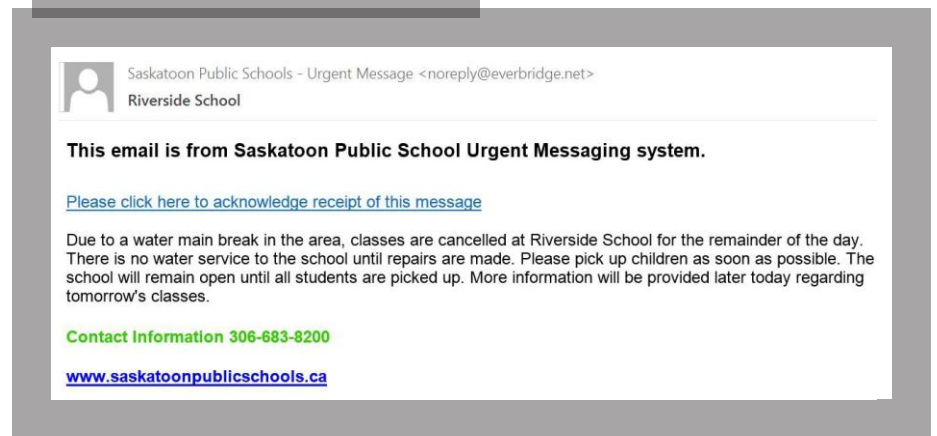 Saskatoon Public Schools - Urgent Message <noreply@everbridge.net>
Riverside School
This email is from Saskatoon Public School Urgent Messaging system.
Please click here to acknowledge receipt of this message
Due to a water main break in the area, classes are cancelled at Riverside School for the remainder of the day.
There is no water service to the school until repairs are made. Please pick up children as soon as possible. The
school will remain open until all students are picked up. More information will be provided later today regarding
tomorrow's classes.
Contact Information 306-683-8200
www.saskatoonpublicschools.ca